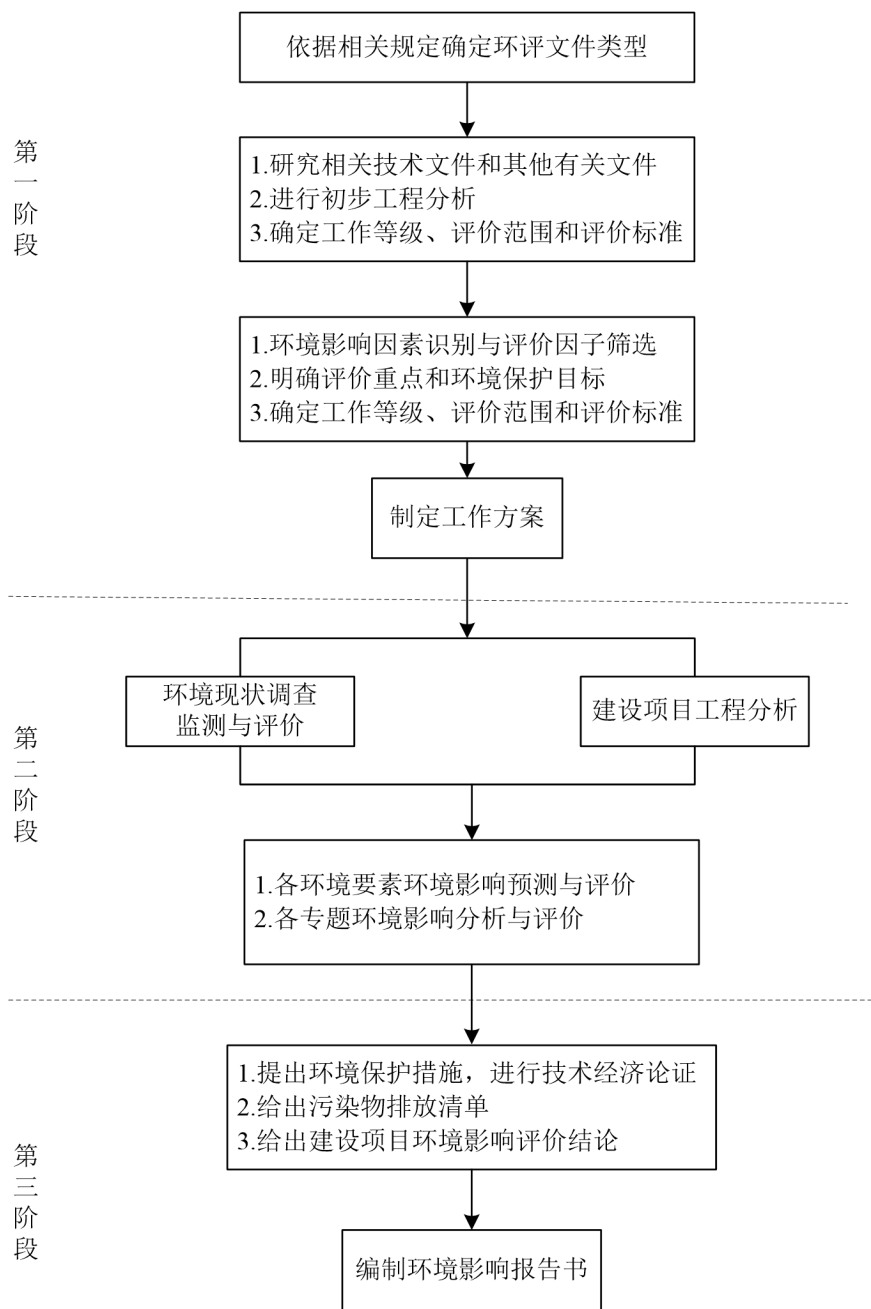 依据相关规定确定环评文件类型
第一阶段
1.研究相关技术文件和其他有关文件
2.进行初步工程分析
3.确定工作等级、评价范围和评价标准
1.环境影响因素识别与评价因子筛选
2.明确评价重点和环境保护目标
3.确定工作等级、评价范围和评价标准
制定工作方案
第二阶段
环境现状调查
监测与评价
建设项目工程分析
1.各环境要素环境影响预测与评价
2.各专题环境影响分析与评价
第三阶段
1.提出环境保护措施，进行技术经济论证
2.给出污染物排放清单
3.给出建设项目环境影响评价结论
编制环境影响报告书